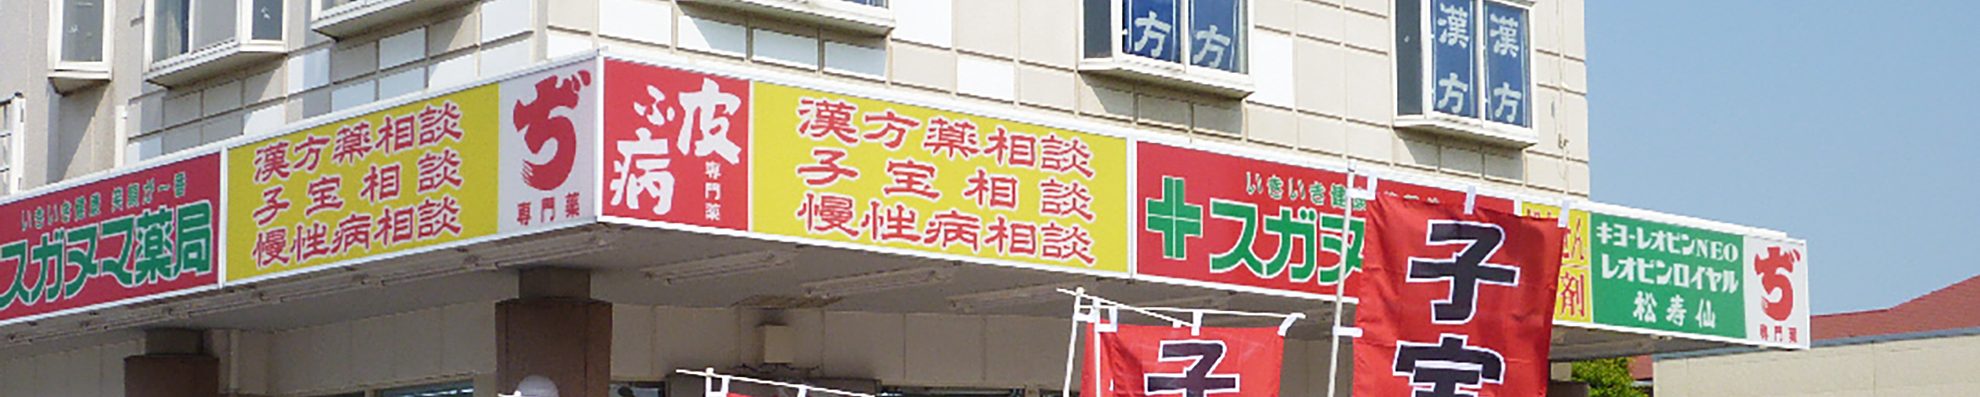 漢方
漢方
漢方
いきいき健康 笑顔が一番
スガヌマ薬局
漢方薬相談
子宝相談
慢性病相談
ぢ
専門薬
皮ふ病
専門薬
漢方薬相談
子宝相談
慢性病相談
いきいき健
スガヌ
子宝
子
剤
キヨーレオピンNEO
レオピンロイヤル
松寿仙
ぢ
専門薬